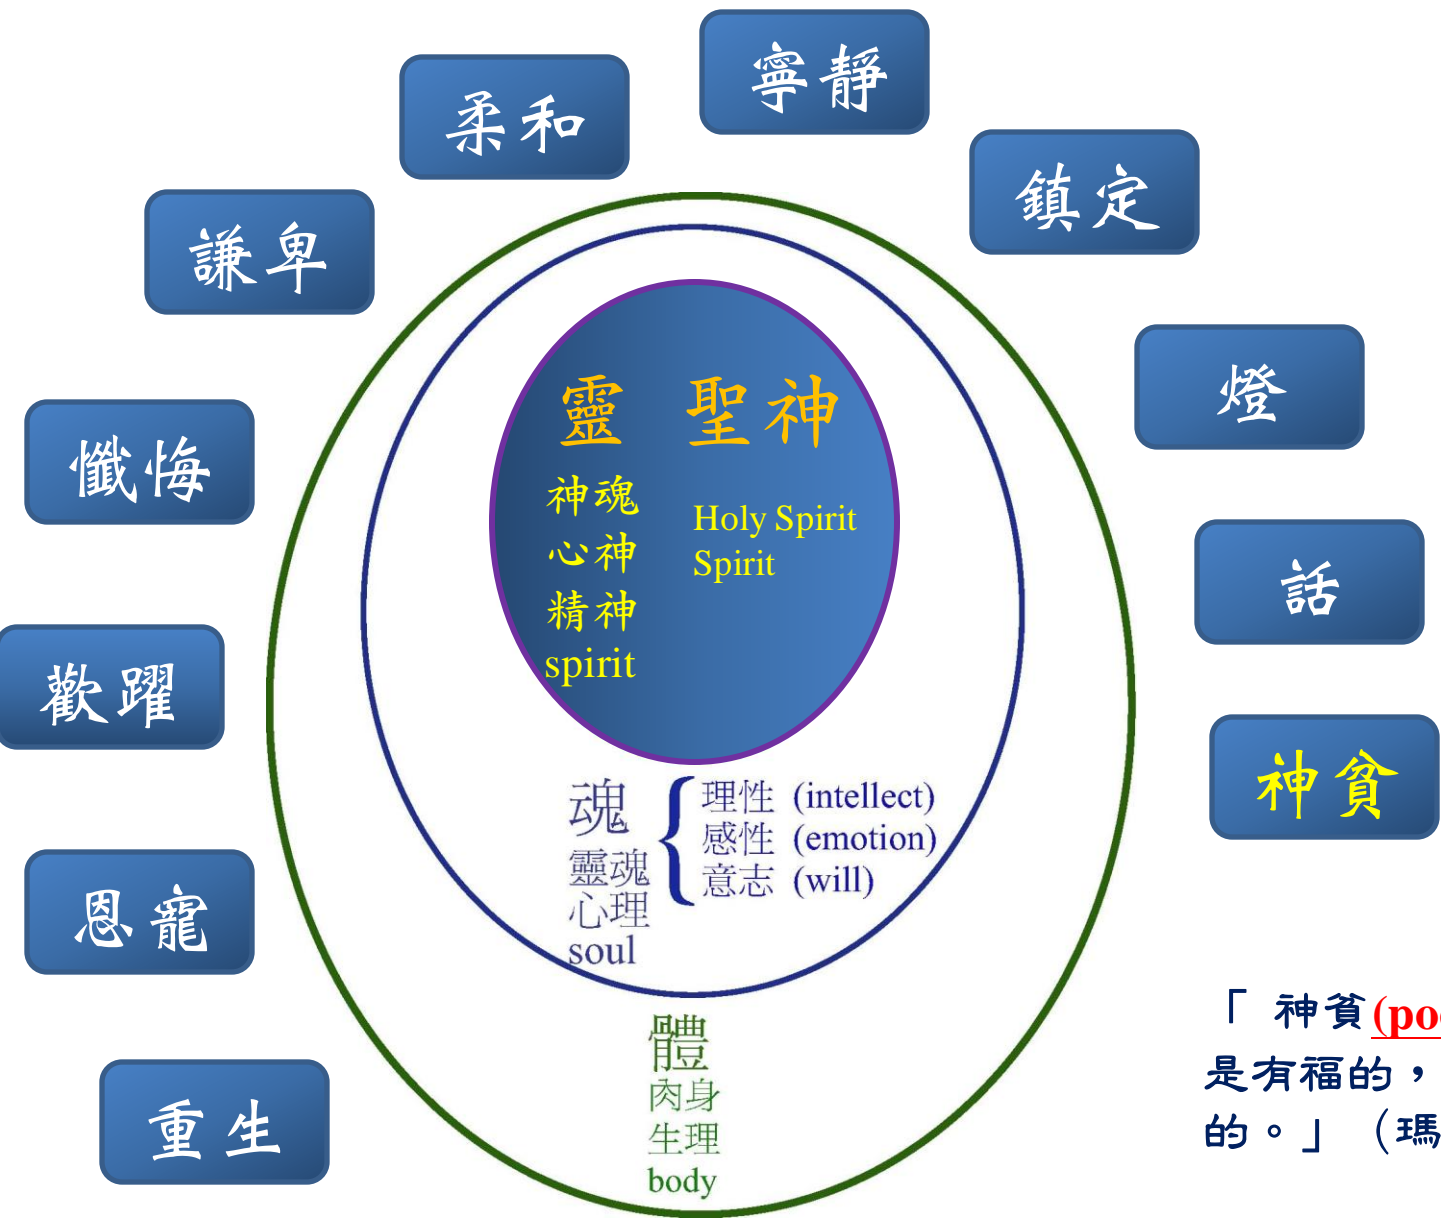 寧靜
柔和
鎮定
謙卑
燈
懺悔
話
歡躍
神貧
恩寵
重生
靈 聖神
神魂
心神
精神
spirit
Holy Spirit
Spirit
魂
靈魂
心理
soul
理性 (intellect)
感性 (emotion)
意志 (will)
體
肉身
生理
body
「 神貧(po
是有福的，
的。」（瑪